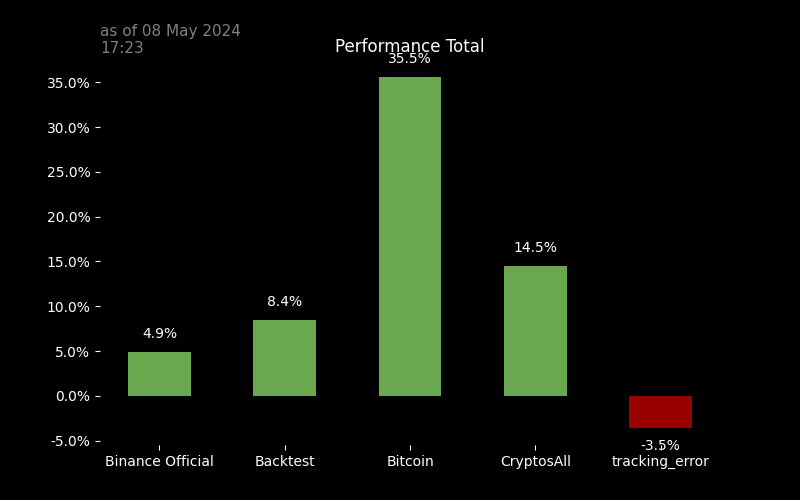 as of 08 May 2024
17:23
Performance Total
35.5%
35.0%
30.0%
25.0%
20.0%
15.0%
10.0%
5.0%
0.0%
-5.0%
4.9%
8.4%
14.5%
-3.5%
Binance Official
Backtest
Bitcoin
CryptosAll
tracking_error